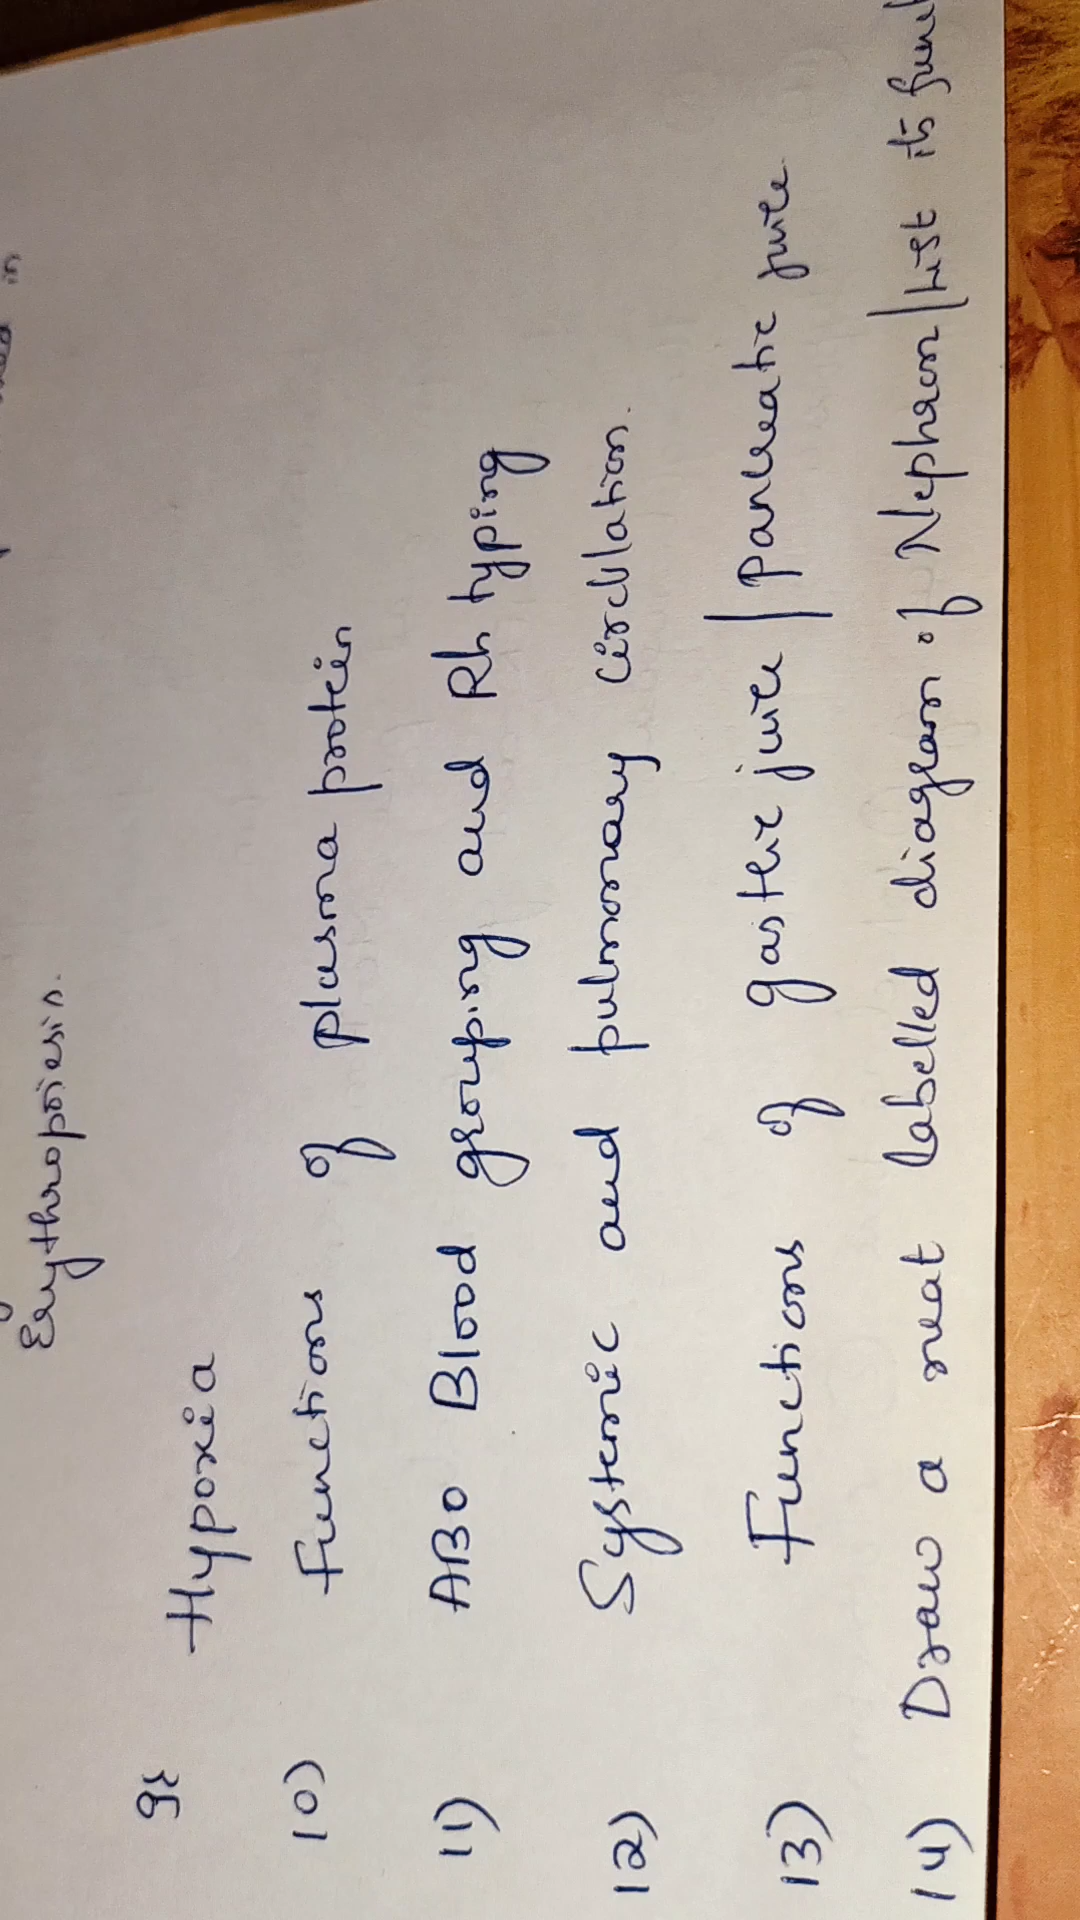 Erythropoiesis.
9} Hypoxia
10) Functions of plasma protein
11) ABO Blood grouping and Rh typing
12) Systemic and pulmonary circulation.
13) Functions of gastric juice | pancreatic juice
14) Draw a neat labelled diagram of Nephron | List its